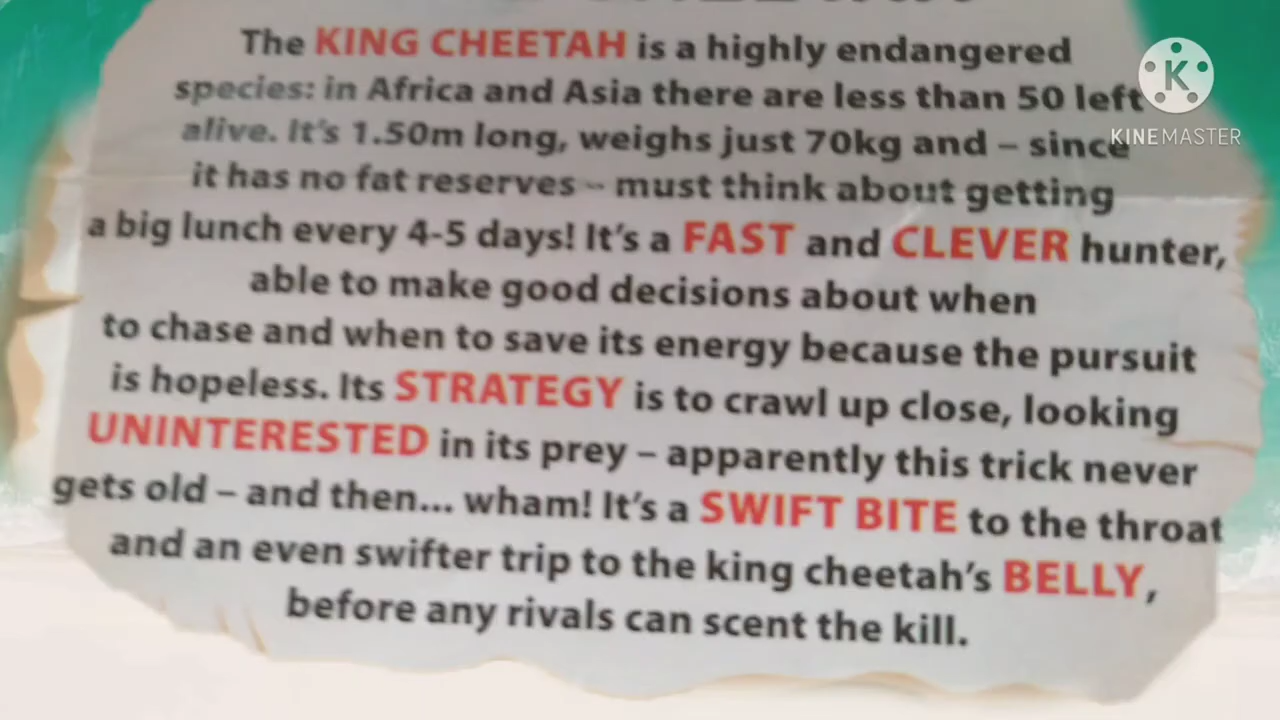 The KING CHEETAH is a highly endangered
species: in Africa and Asia there are less than 50 left
alive. It's 1.50m long, weighs just 70kg and – since
it has no fat reserves – must think about getting
a big lunch every 4-5 days! It's a FAST and CLEVER hunter,
able to make good decisions about when
to chase and when to save its energy because the pursuit
is hopeless. Its STRATEGY is to crawl up close, looking
UNINTERESTED in its prey – apparently this trick never
gets old – and then... wham! It's a SWIFT BITE to the throat
and an even swifter trip to the king cheetah's BELLY,
before any rivals can scent the kill.
K
KINEMASTER